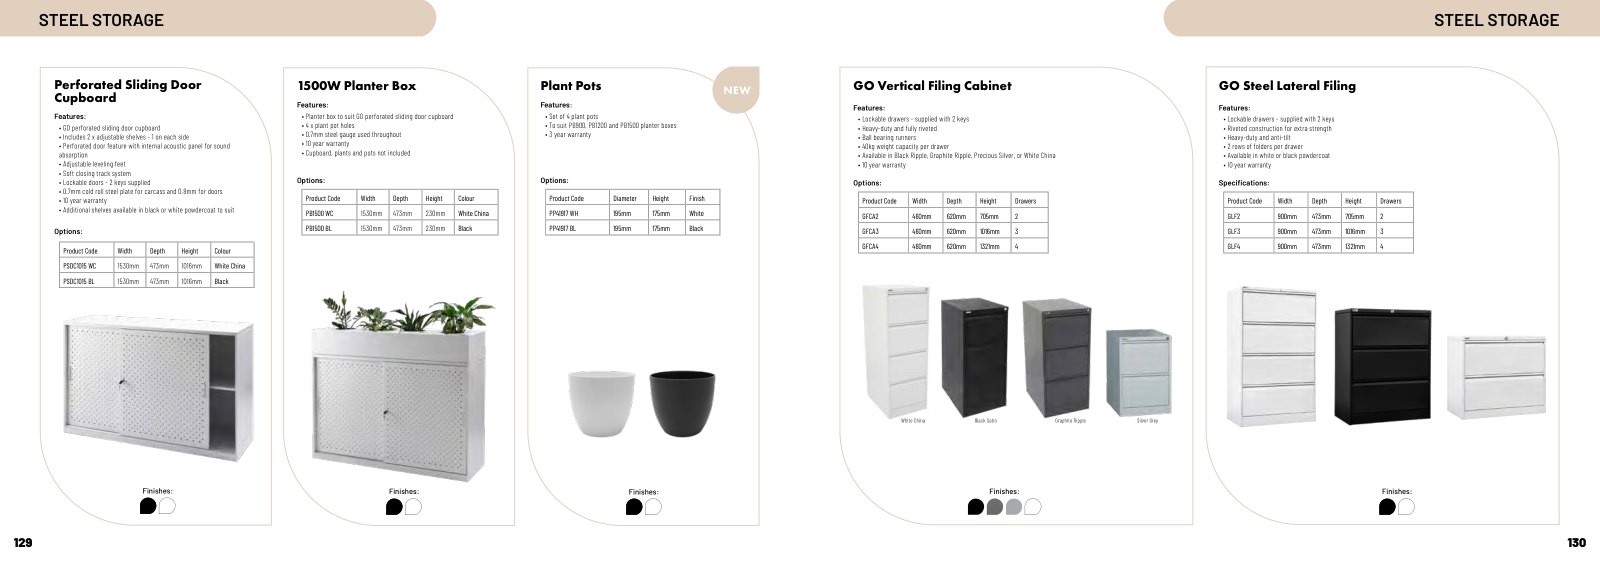 STEEL STORAGE
Perforated Sliding Door
Cupboard
Features:
• GO perforated sliding door cupboard
• Includes 2 x adjustable shelves - 1 on each side
• Perforated door feature with internal acoustic panel for sound
absorption
• Adjustable leveling feet
• Soft closing track system
• Lockable doors - 2 keys supplied
• 0.7mm cold roll steel plate for carcass and 0.8mm for doors
• 10 year warranty
• Additional shelves available in black or white powdercoat to suit
Options:
Product Code Width Depth Height Colour
PSDC1015 WC 1530mm 473mm 1016mm White China
PSDC1015 BL 1530mm 473mm 1016mm Black
Finishes:
1500W Planter Box
Features:
• Planter box to suit GO perforated sliding door cupboard
• 4 x plant pot holes
• 0.7mm steel gauge used throughout
• 10 year warranty
• Cupboard, plants and pots not included
Options:
Product Code Width Depth Height Colour
PB1500 WC 1530mm 473mm 230mm White China
PB1500 BL 1530mm 473mm 230mm Black
Finishes:
Plant Pots
NEW
Features:
• Set of 4 plant pots
• To suit PB900, PB1200 and PB1500 planter boxes
• 3 year warranty
Options:
Product Code Diameter Height Finish
PP41917 WH 195mm 175mm White
PP41917 BL 195mm 175mm Black
Finishes:
129
STEEL STORAGE
GO Vertical Filing Cabinet
Features:
• Lockable drawers - supplied with 2 keys
• Heavy-duty and fully riveted
• Ball bearing runners
• 40kg weight capacity per drawer
• Available in Black Ripple, Graphite Ripple, Precious Silver, or White China
• 10 year warranty
Options:
Product Code Width Depth Height Drawers
GFCA2 460mm 620mm 705mm 2
GFCA3 460mm 620mm 1016mm 3
GFCA4 460mm 620mm 1321mm 4
White China Black Satin Graphite Ripple Silver Grey
Finishes:
GO Steel Lateral Filing
Features:
• Lockable drawers - supplied with 2 keys
• Riveted construction for extra strength
• Heavy-duty and anti-tilt
• 2 rows of folders per drawer
• Available in white or black powdercoat
• 10 year warranty
Specifications:
Product Code Width Depth Height Drawers
GLF2 900mm 473mm 705mm 2
GLF3 900mm 473mm 1016mm 3
GLF4 900mm 473mm 1321mm 4
Finishes:
130